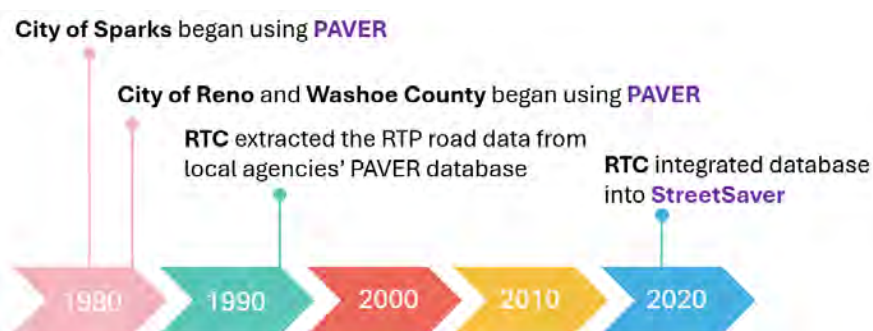 City of Sparks began using PAVER
City of Reno and Washoe County began using PAVER
RTC extracted the RTP road data from
local agencies' PAVER database
RTC integrated database
into StreetSaver
1980
1990
2000
2010
2020